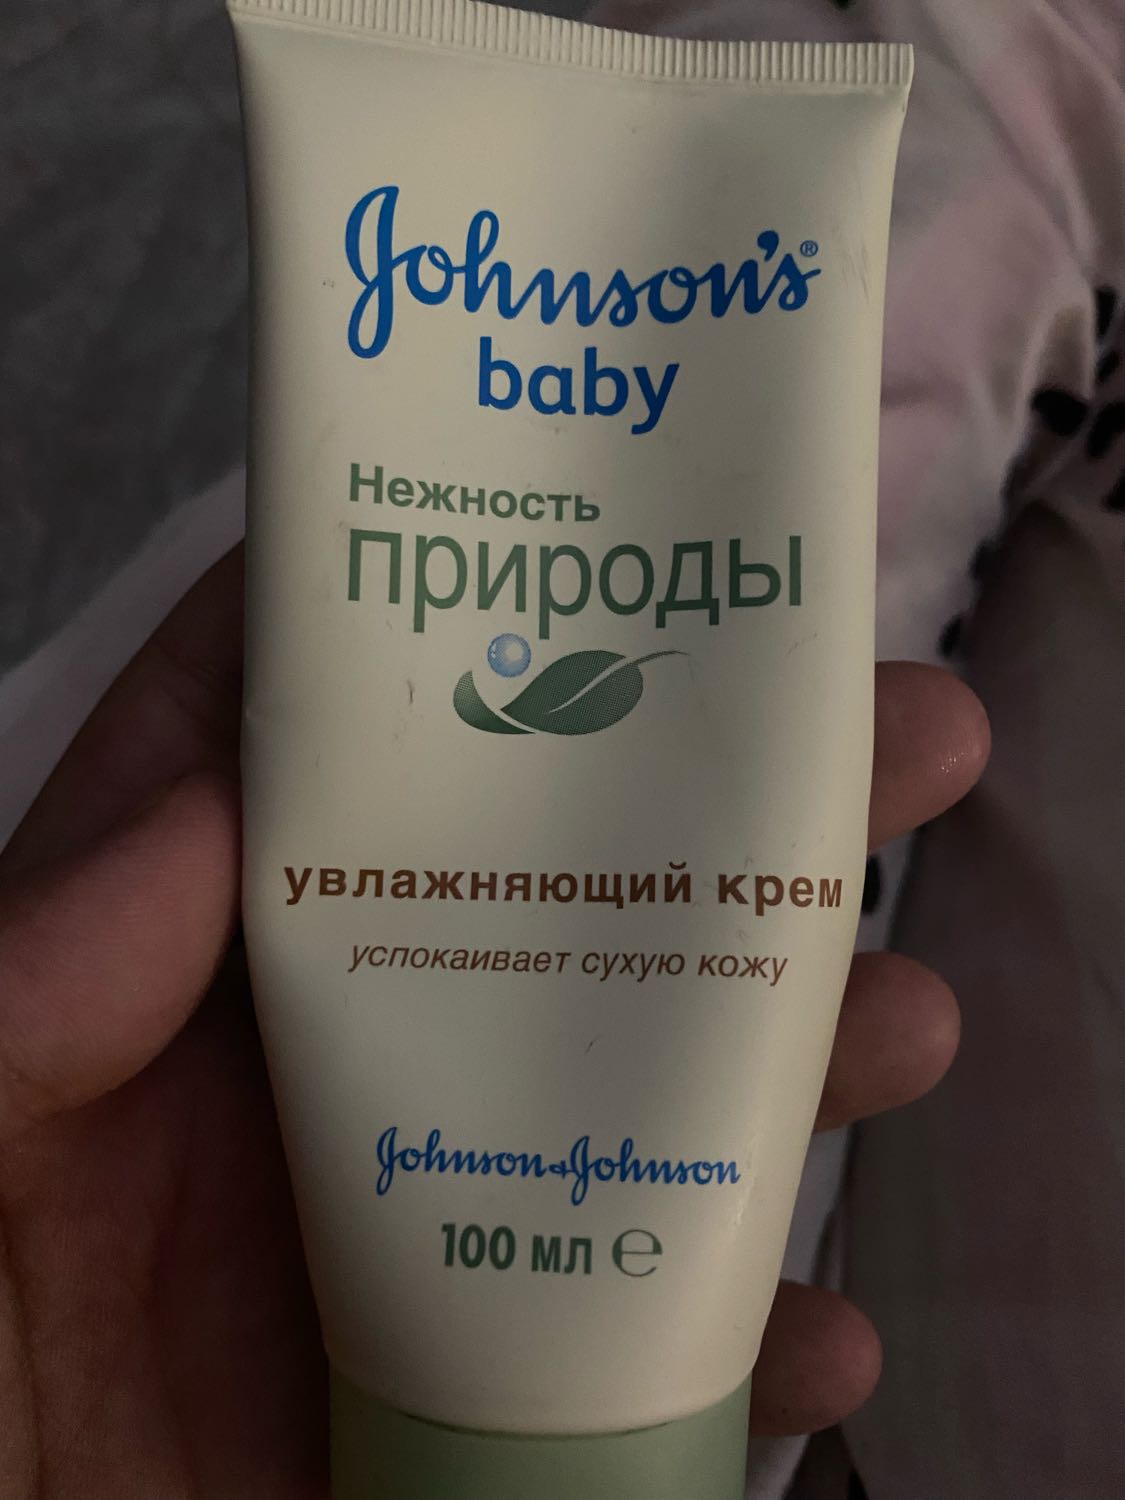 Johnson's®
baby
Нежность
природы
увлажняющий крем
успокаивает сухую кожу
Johnson & Johnson
100 мл ℮